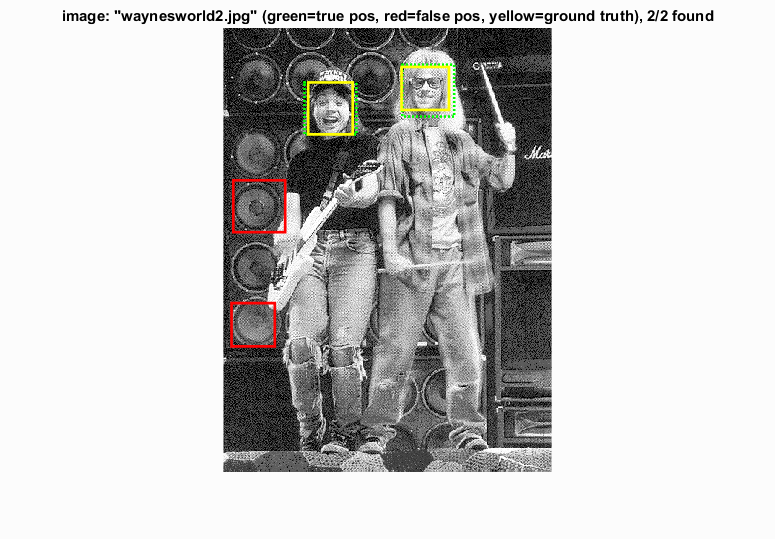 image: "waynesworld2.jpg" (green=true pos, red=false pos, yellow=ground truth), 2/2 found